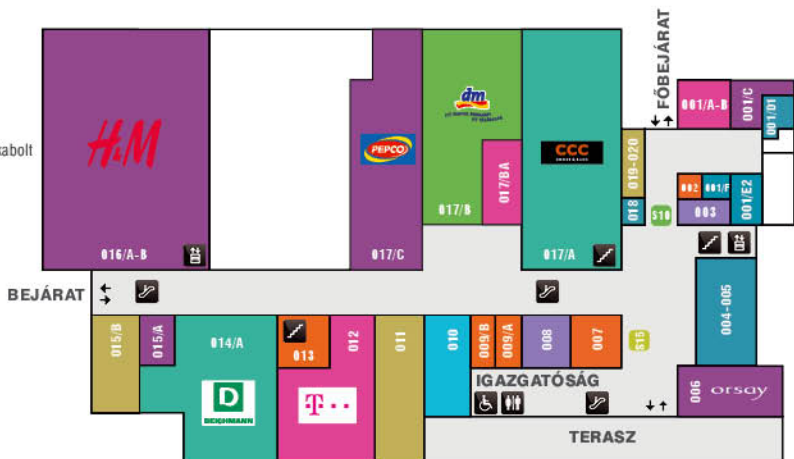 FŐBEJÁRAT
001/A-B
001/C
001/01
kabolt
H&M
PEPCO
dm
CCC
017/BA
019-020
002
001/F
001/E2
018
S10
003
017/B
016/A-B
017/C
017/A
BEJÁRAT
004-005
015/B
015/A
014/A
013
012
011
010
009/B
009/A
008
007
S15
IGAZGATÓSÁG
D
DEICHMANN
T
006
orsay
TERASZ